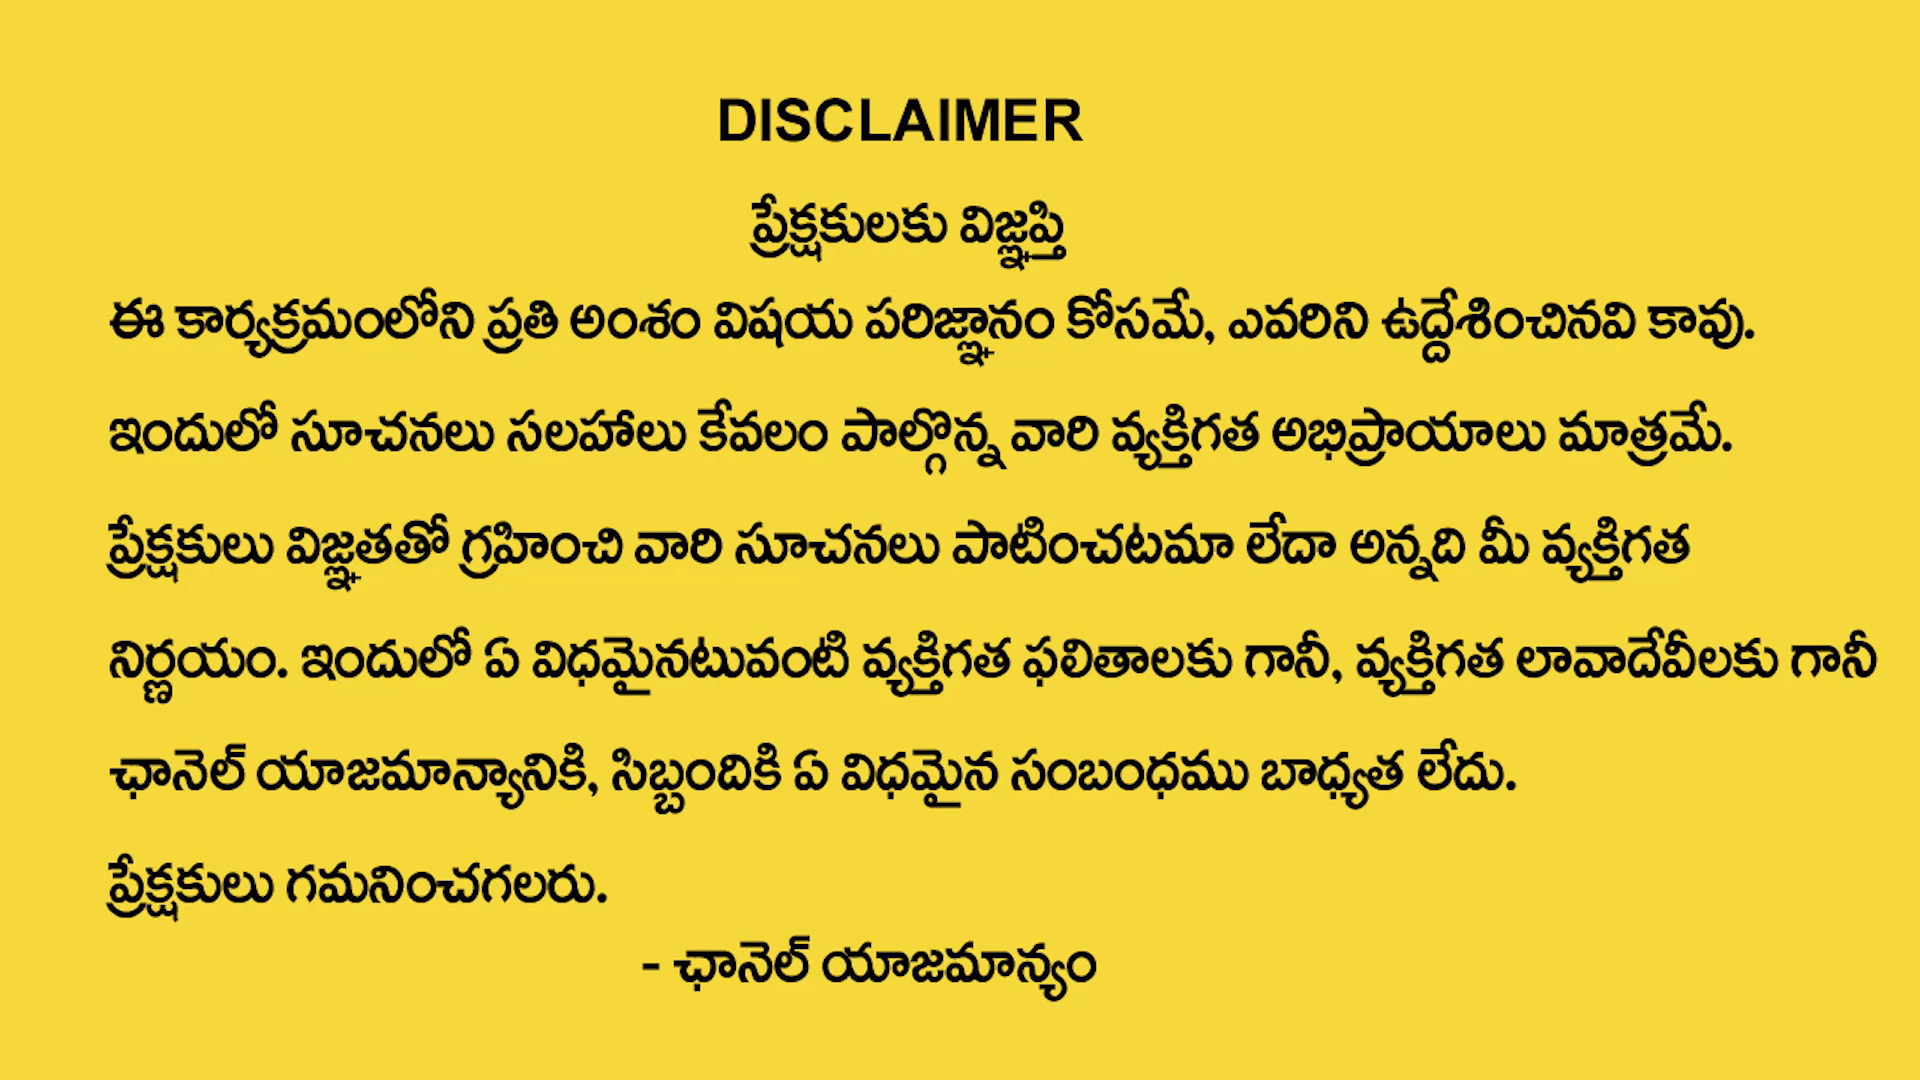 DISCLAIMER
ప్రేక్షకులకు విజ్ఞప్తి
ఈ కార్యక్రమంలోని ప్రతి అంశం విషయ పరిజ్ఞానం కోసమే, ఎవరిని ఉద్దేశించినవి కావు.
ఇందులో సూచనలు సలహాలు కేవలం పాల్గొన్న వారి వ్యక్తిగత అభిప్రాయాలు మాత్రమే.
ప్రేక్షకులు విజ్ఞతతో గ్రహించి వారి సూచనలు పాటించటమా లేదా అన్నది మీ వ్యక్తిగత
నిర్ణయం. ఇందులో ఏ విధమైనటువంటి వ్యక్తిగత ఫలితాలకు గానీ, వ్యక్తిగత లావాదేవీలకు గానీ
ఛానెల్ యాజమాన్యానికి, సిబ్బందికి ఏ విధమైన సంబంధము బాధ్యత లేదు.
ప్రేక్షకులు గమనించగలరు.
- ఛానెల్ యాజమాన్యం